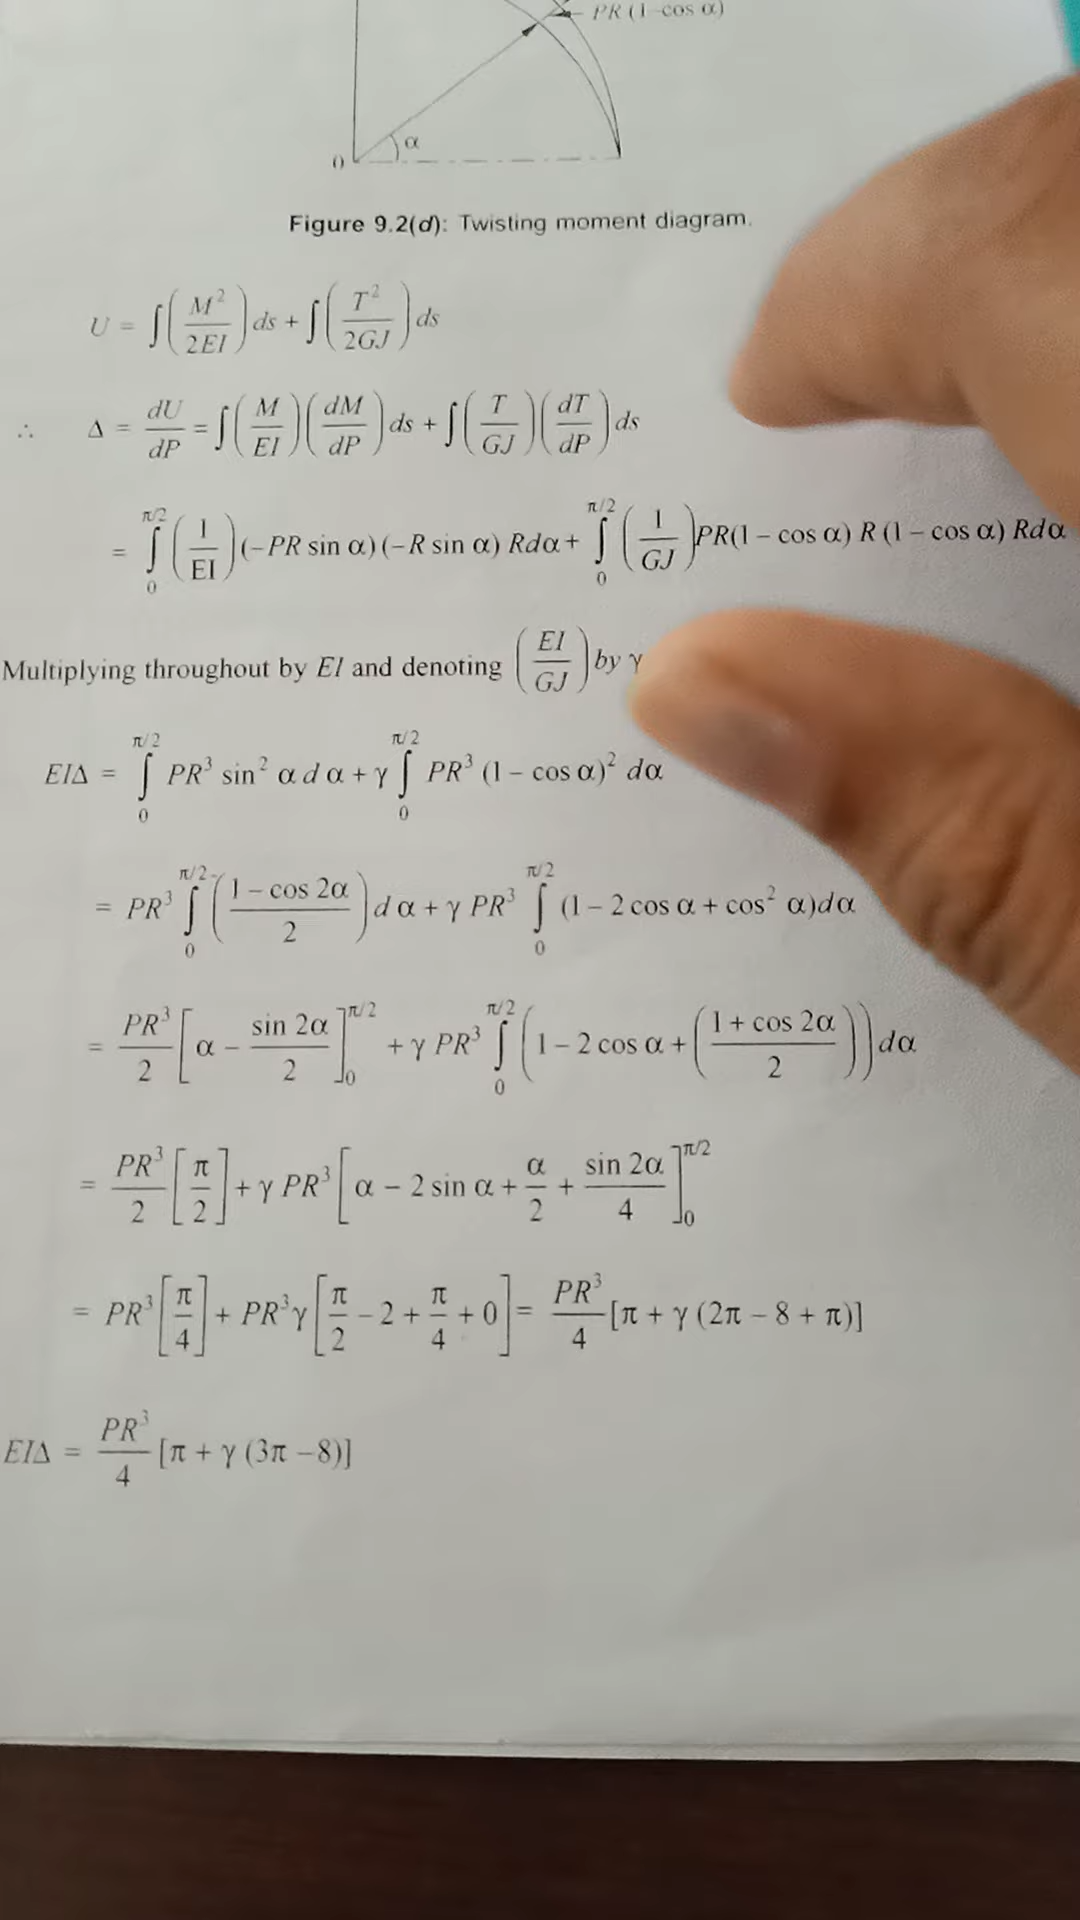 PR (1–cos α)
α
0
Figure 9.2(d): Twisting moment diagram.
U = ∫(M²/2EI) ds + ∫(T²/2GJ) ds
∴ Δ = dU/dP = ∫(M/EI)(dM/dP) ds + ∫(T/GJ)(dT/dP) ds
= ∫₀^π/2 (1/EI) (–PR sin α) (–R sin α) Rdα + ∫₀^π/2 (1/GJ) PR(1 – cos α) R (1 – cos α) Rdα
Multiplying throughout by EI and denoting (EI/GJ) by γ
EIΔ = ∫₀^π/2 PR³ sin² α d α + γ ∫₀^π/2 PR³ (1 – cos α)² dα
= PR³ ∫₀^π/2 ((1 – cos 2α)/2) d α + γ PR³ ∫₀^π/2 (1 – 2 cos α + cos² α)dα
= PR³/2 [α – sin 2α/2]₀^π/2 + γ PR³ ∫₀^π/2 (1 – 2 cos α + ((1 + cos 2α)/2)) dα
= PR³/2 [π/2] + γ PR³ [α – 2 sin α + α/2 + sin 2α/4]₀^π/2
= PR³ [π/4] + PR³γ [π/2 – 2 + π/4 + 0] = PR³/4 [π + γ (2π – 8 + π)]
EIΔ = PR³/4 [π + γ (3π – 8)]